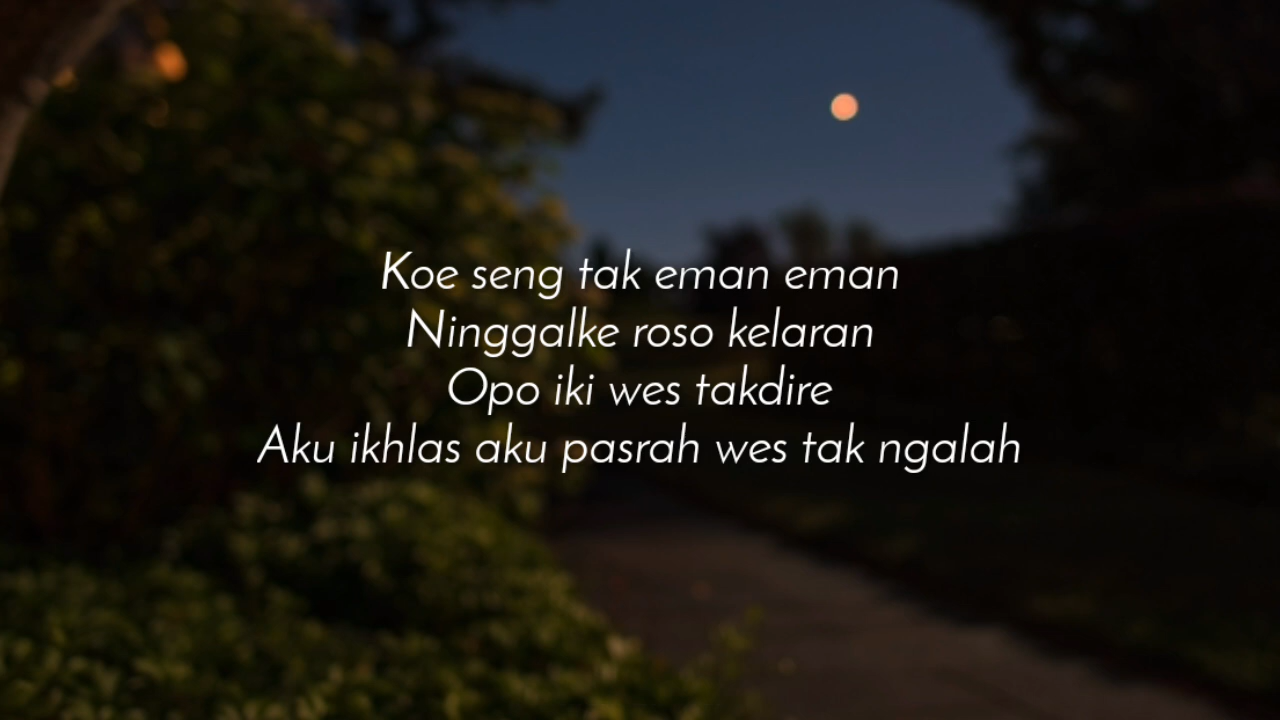 Koe seng tak eman eman
Ninggalke roso kelaran
Opo iki wes takdire
Aku ikhlas aku pasrah wes tak ngalah